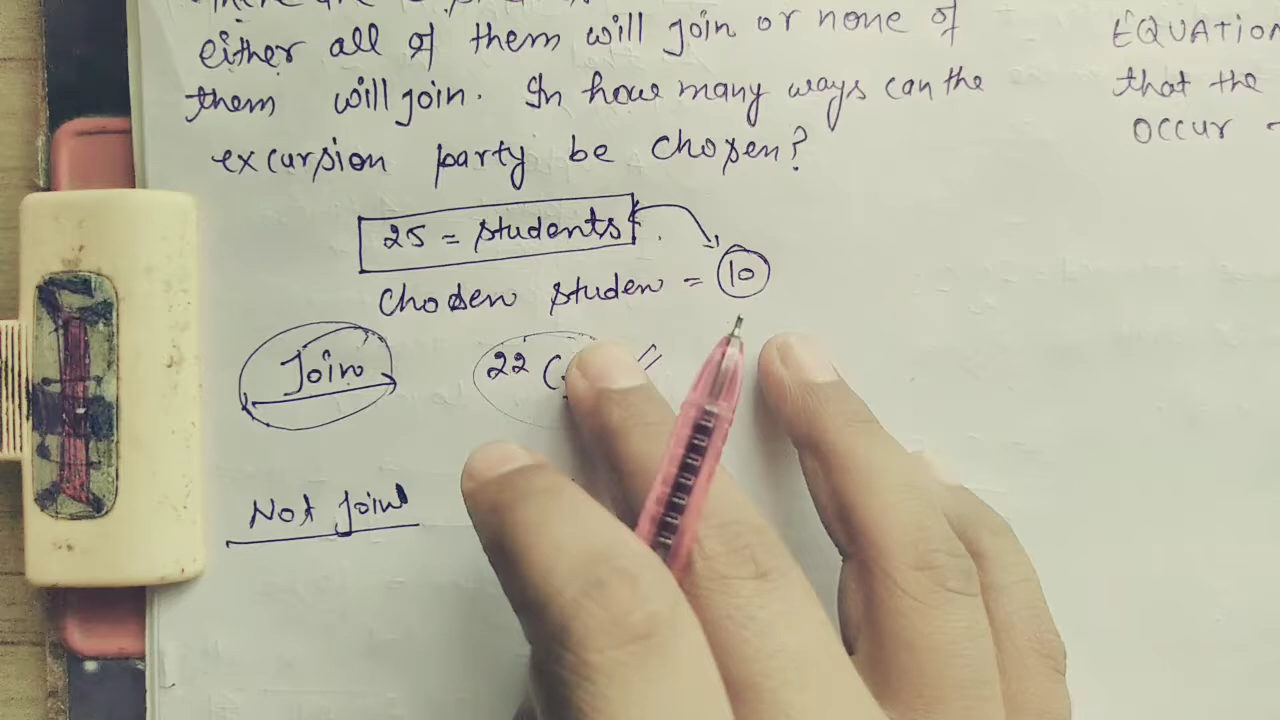 either all of them will join or none of
them will join. In how many ways can the
excursion party be chosen?
25 = students
Chosen studen = 10
Join 22 C
Not join
EQUATION
that the
occur